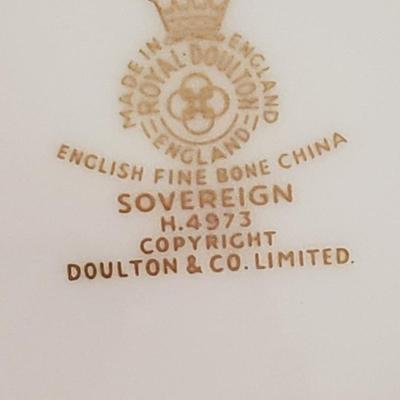 MADE IN ENGLAND
ROYAL DOULTON
ENGLAND
ENGLISH FINE BONE CHINA
SOVEREIGN
H.4973
COPYRIGHT
DOULTON & CO. LIMITED.